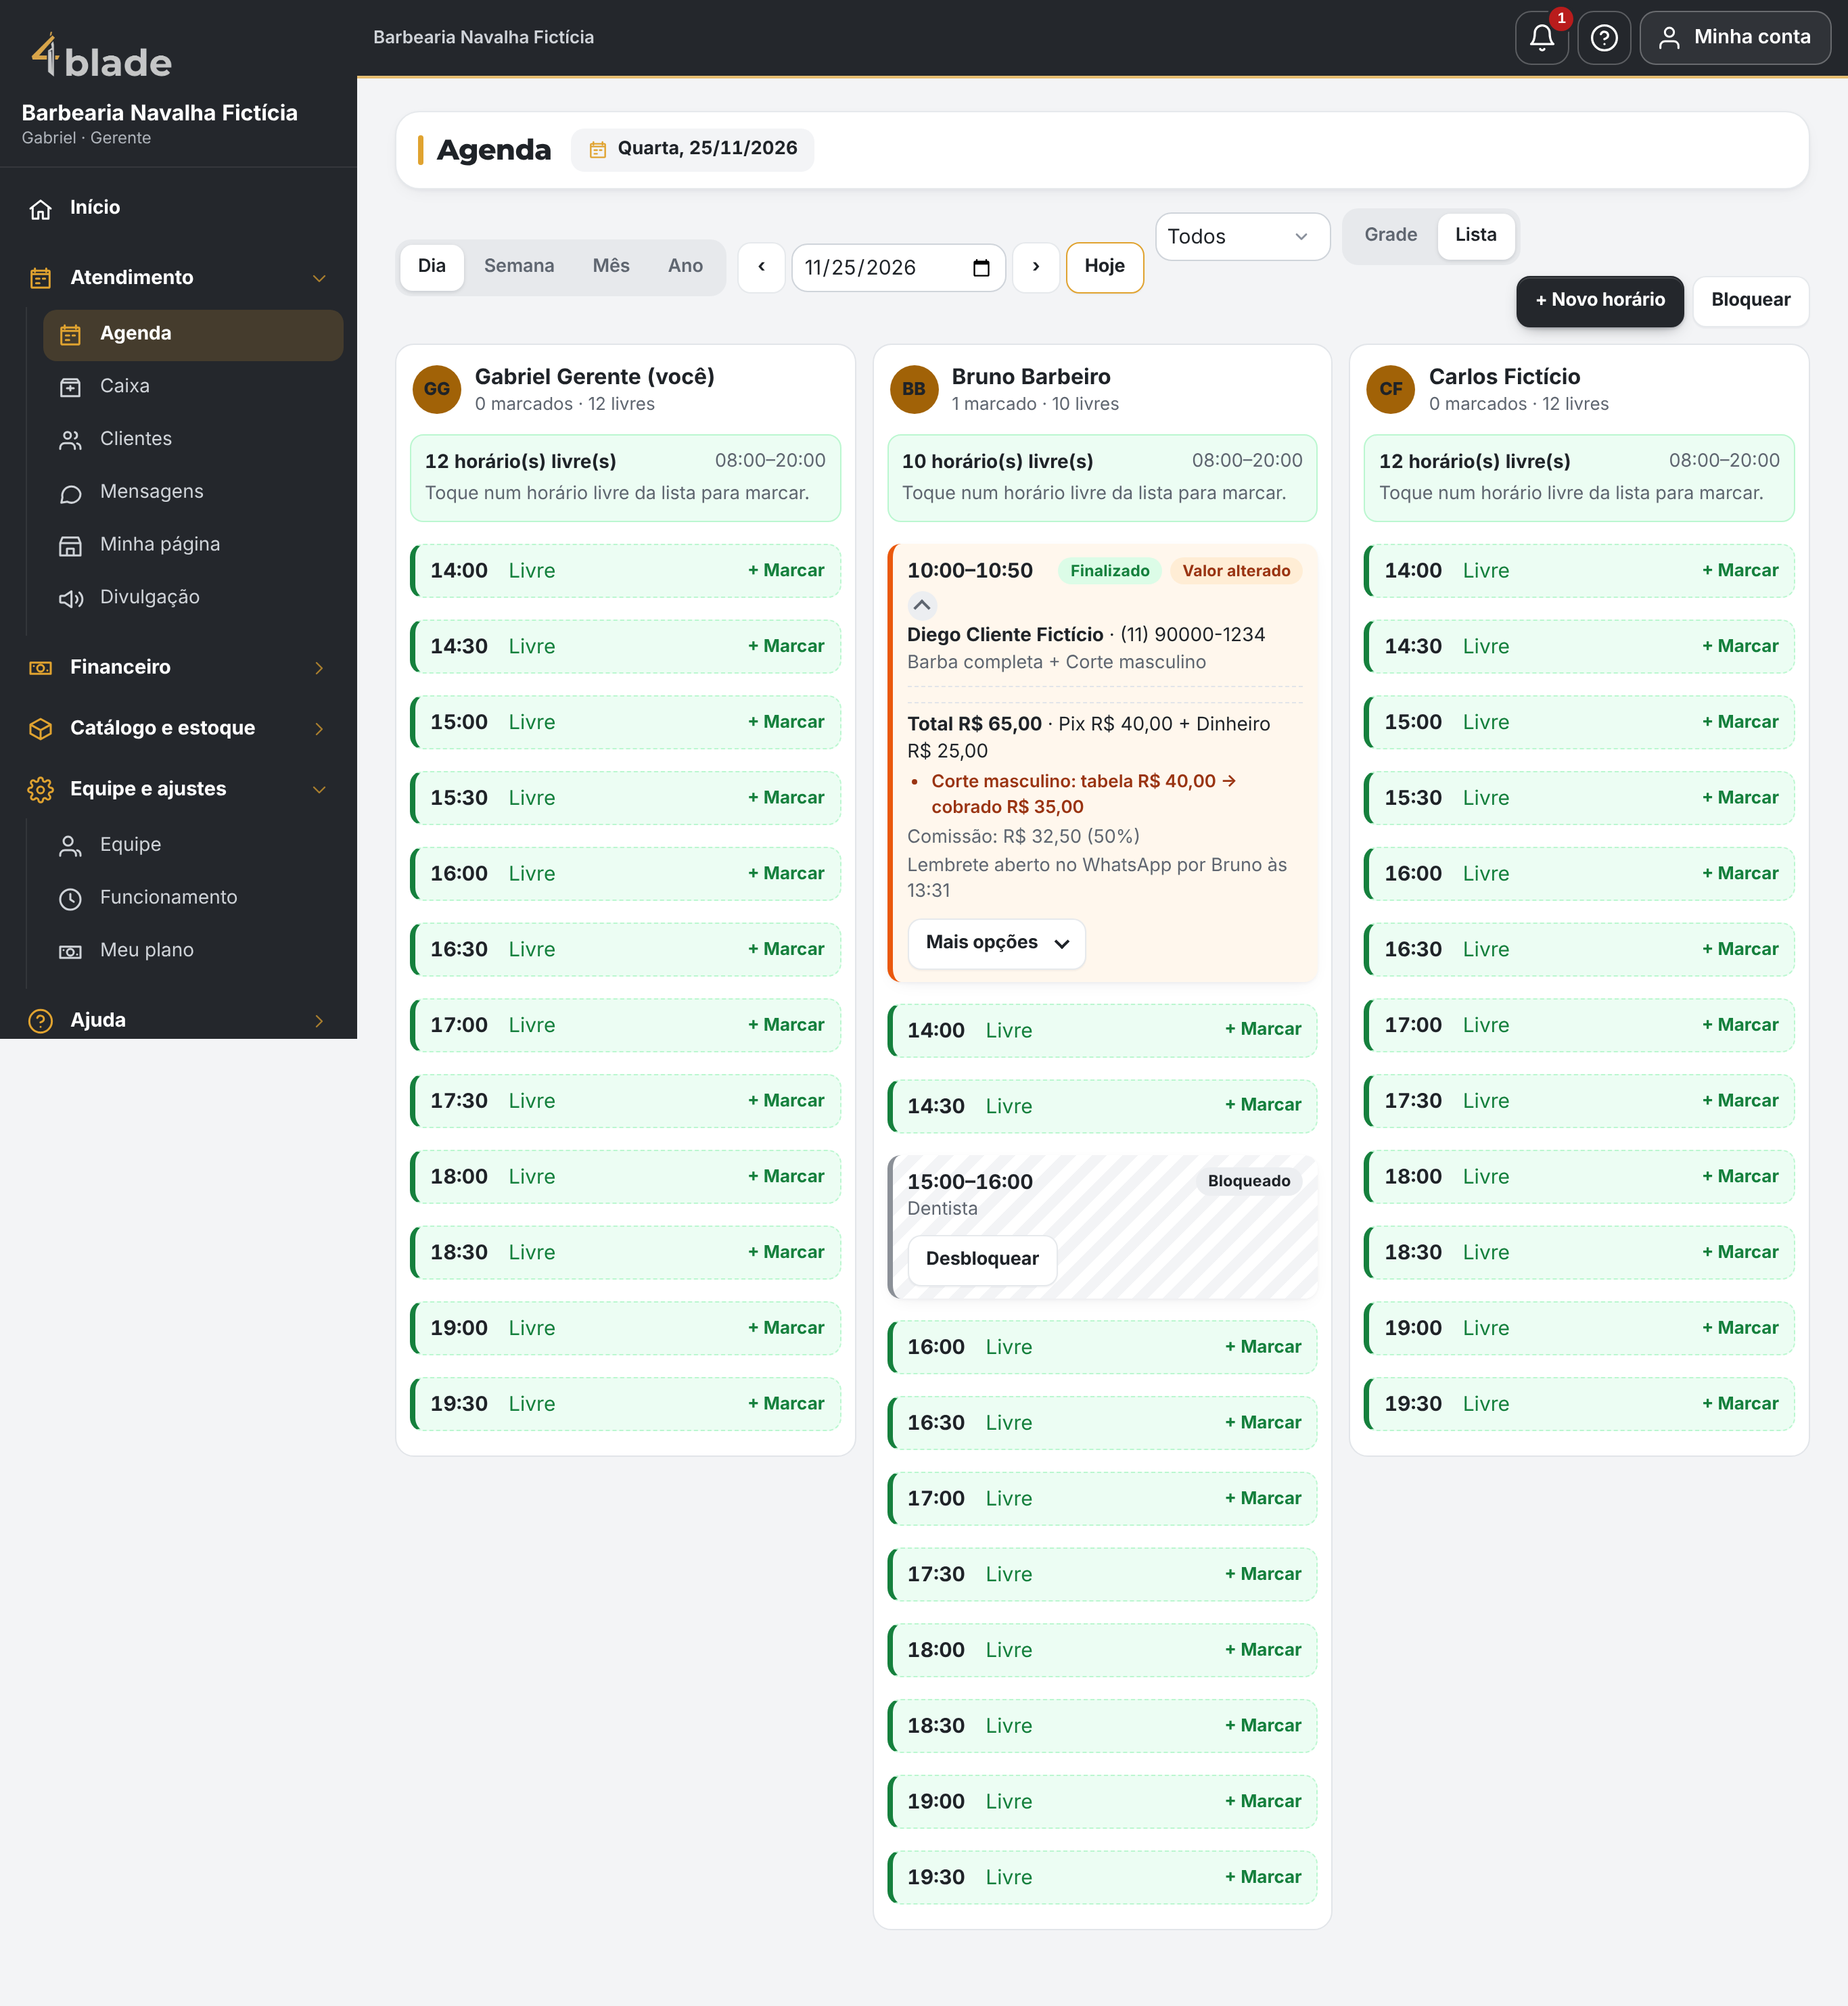 4blade
Barbearia Navalha Fictícia
Gabriel · Gerente
Início
Atendimento
Agenda
Caixa
Clientes
Mensagens
Minha página
Divulgação
Financeiro
Catálogo e estoque
Equipe e ajustes
Equipe
Funcionamento
Meu plano
Ajuda
Barbearia Navalha Fictícia
1
Minha conta
Agenda
Quarta, 25/11/2026
Dia Semana Mês Ano
‹ 11/25/2026 › Hoje
Todos
Grade Lista
+ Novo horário Bloquear
GG
Gabriel Gerente (você)
0 marcados · 12 livres
12 horário(s) livre(s) 08:00–20:00
Toque num horário livre da lista para marcar.
14:00 Livre + Marcar
14:30 Livre + Marcar
15:00 Livre + Marcar
15:30 Livre + Marcar
16:00 Livre + Marcar
16:30 Livre + Marcar
17:00 Livre + Marcar
17:30 Livre + Marcar
18:00 Livre + Marcar
18:30 Livre + Marcar
19:00 Livre + Marcar
19:30 Livre + Marcar
BB
Bruno Barbeiro
1 marcado · 10 livres
10 horário(s) livre(s) 08:00–20:00
Toque num horário livre da lista para marcar.
10:00–10:50 Finalizado Valor alterado
Diego Cliente Fictício · (11) 90000-1234
Barba completa + Corte masculino
Total R$ 65,00 · Pix R$ 40,00 + Dinheiro
R$ 25,00
• Corte masculino: tabela R$ 40,00 →
cobrado R$ 35,00
Comissão: R$ 32,50 (50%)
Lembrete aberto no WhatsApp por Bruno às
13:31
Mais opções
14:00 Livre + Marcar
14:30 Livre + Marcar
15:00–16:00 Bloqueado
Dentista
Desbloquear
16:00 Livre + Marcar
16:30 Livre + Marcar
17:00 Livre + Marcar
17:30 Livre + Marcar
18:00 Livre + Marcar
18:30 Livre + Marcar
19:00 Livre + Marcar
19:30 Livre + Marcar
CF
Carlos Fictício
0 marcados · 12 livres
12 horário(s) livre(s) 08:00–20:00
Toque num horário livre da lista para marcar.
14:00 Livre + Marcar
14:30 Livre + Marcar
15:00 Livre + Marcar
15:30 Livre + Marcar
16:00 Livre + Marcar
16:30 Livre + Marcar
17:00 Livre + Marcar
17:30 Livre + Marcar
18:00 Livre + Marcar
18:30 Livre + Marcar
19:00 Livre + Marcar
19:30 Livre + Marcar